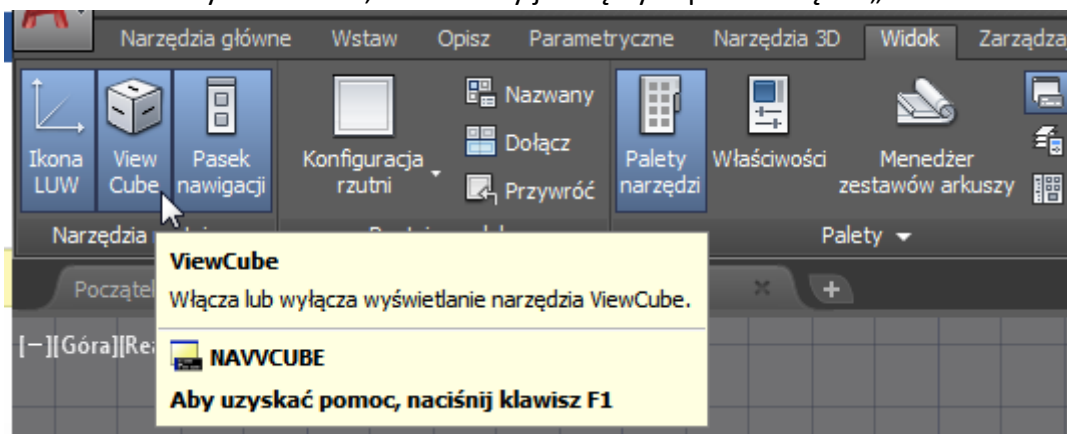 Narzędzia główne Wstaw Opisz Parametryczne Narzędzia 3D Widok Zarządza
Nazwany
Dołącz
Przywróć
Ikona LUW
View Cube
Pasek nawigacji
Konfiguracja rzutni
Palety narzędzi
Właściwości
Menedżer zestawów arkuszy
Narzędzia
Palety
ViewCube
Włącza lub wyłącza wyświetlanie narzędzia ViewCube.
NAVVCUBE
Aby uzyskać pomoc, naciśnij klawisz F1
[−][Góra][Re